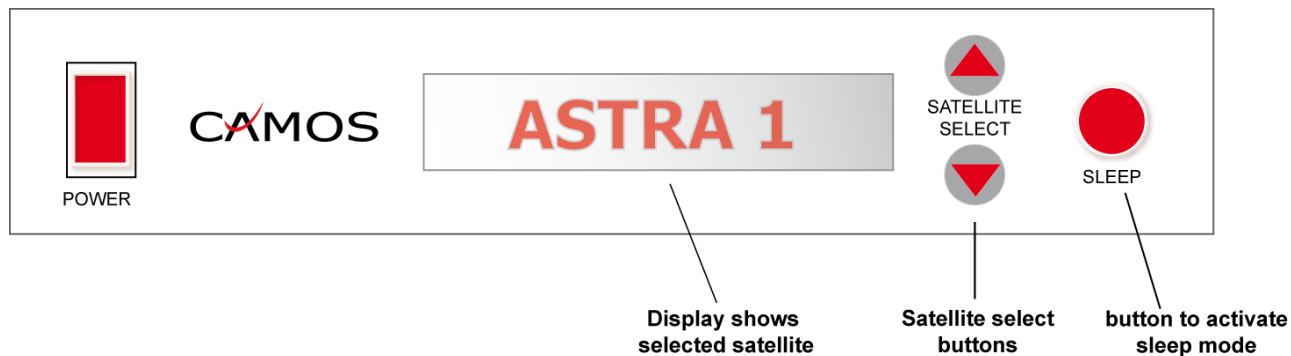 POWER
CAMOS
ASTRA 1
SATELLITE
SELECT
SLEEP
Display shows
selected satellite
Satellite select
buttons
button to activate
sleep mode